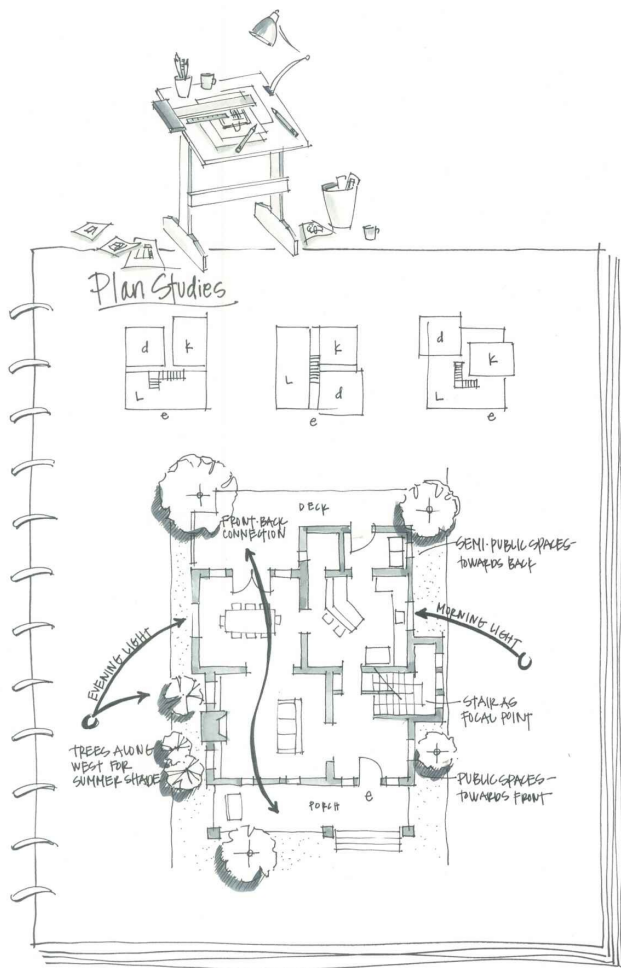 Plan Studies
d
k
L
e
k
L
d
e
d
k
L
e
DECK
FRONT-BACK
CONNECTION
SEMI-PUBLIC SPACES-
TOWARDS BACK
MORNING LIGHT
EVENING LIGHT
STAIR AS
FOCAL POINT
TREES ALONG
WEST FOR
SUMMER SHADE
PUBLIC SPACES-
TOWARDS FRONT
e
PORCH